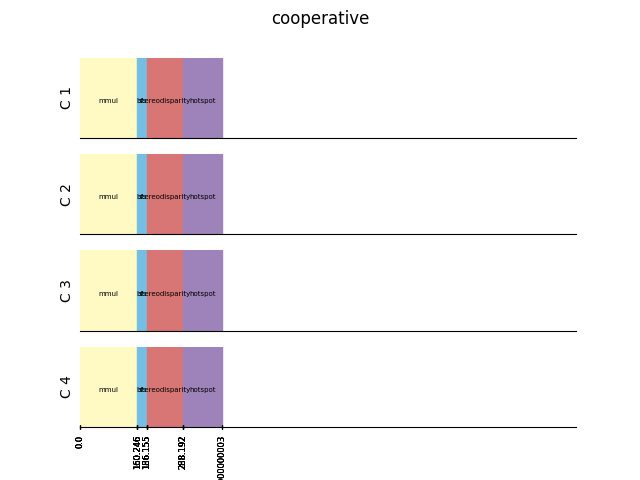 cooperative
C 1
mmul
stereodisparity
hotspot
C 2
mmul
stereodisparity
hotspot
C 3
mmul
stereodisparity
hotspot
C 4
mmul
stereodisparity
hotspot
0.0
160.246
186.155
288.192